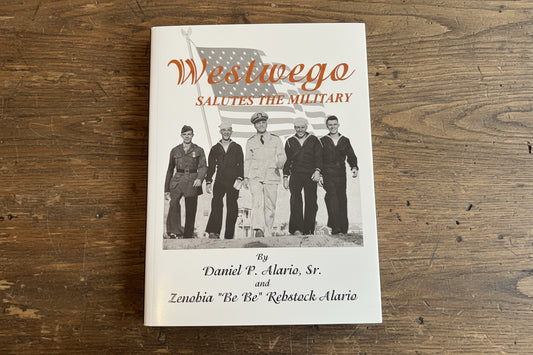 Westwego
SALUTES THE MILITARY
By
Daniel P. Alario, Sr.
and
Zenobia "Be Be" Rebstock Alario